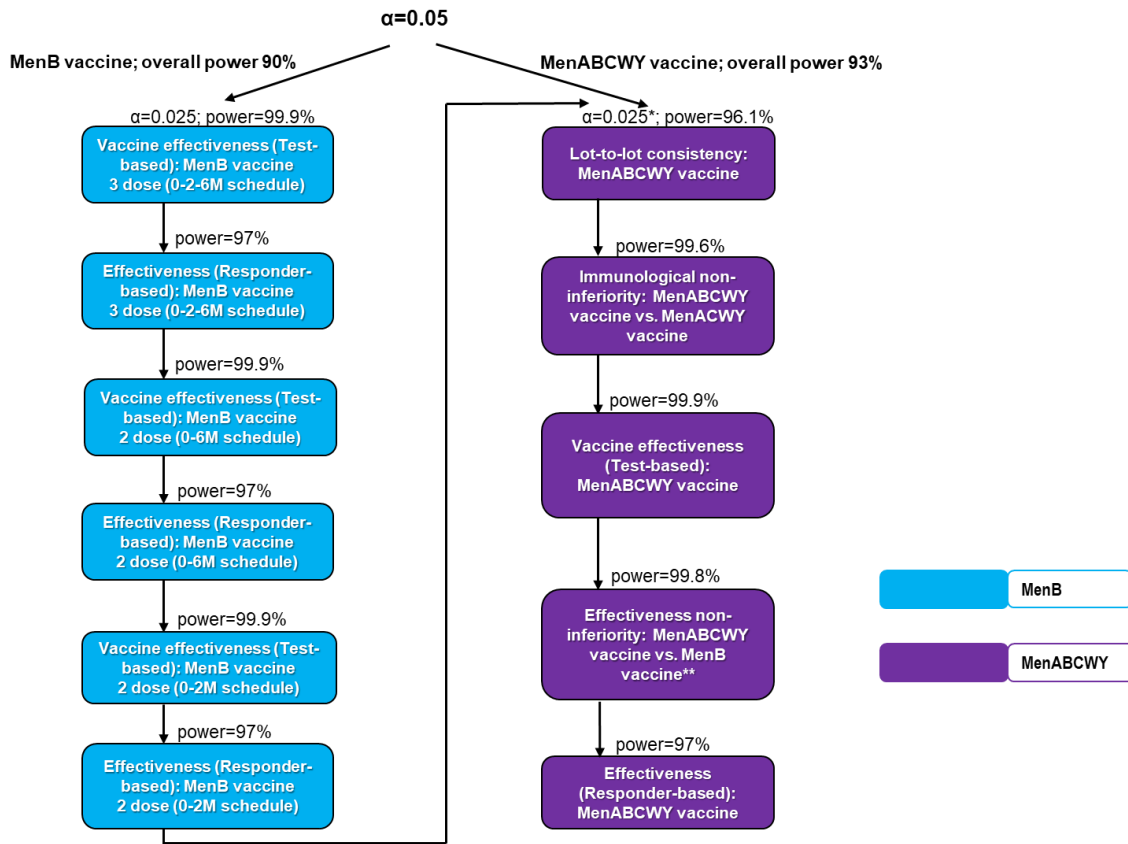 α=0.05
MenB vaccine; overall power 90%
MenABCWY vaccine; overall power 93%
α=0.025; power=99.9%
Vaccine effectiveness (Test-
based): MenB vaccine
3 dose (0-2-6M schedule)
power=97%
Effectiveness (Responder-
based): MenB vaccine
3 dose (0-2-6M schedule)
power=99.9%
Vaccine effectiveness (Test-
based): MenB vaccine
2 dose (0-6M schedule)
power=97%
Effectiveness (Responder-
based): MenB vaccine
2 dose (0-6M schedule)
power=99.9%
Vaccine effectiveness (Test-
based): MenB vaccine
2 dose (0-2M schedule)
power=97%
Effectiveness (Responder-
based): MenB vaccine
2 dose (0-2M schedule)
α=0.025*; power=96.1%
Lot-to-lot consistency:
MenABCWY vaccine
power=99.6%
Immunological non-
inferiority: MenABCWY
vaccine vs. MenACWY
vaccine
power=99.9%
Vaccine effectiveness
(Test-based):
MenABCWY vaccine
power=99.8%
Effectiveness non-
inferiority: MenABCWY
vaccine vs. MenB
vaccine**
power=97%
Effectiveness
(Responder-based):
MenABCWY vaccine
MenB
MenABCWY